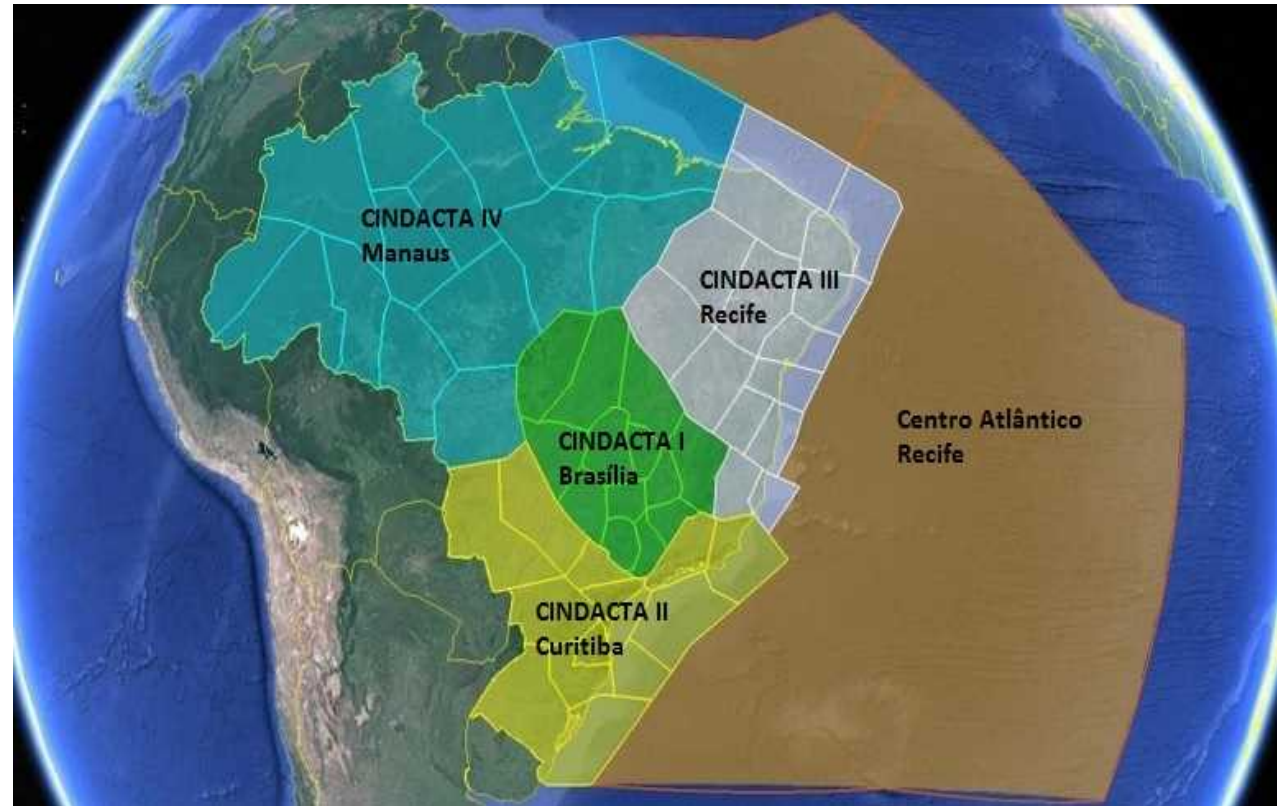 CINDACTA IV
Manaus
CINDACTA III
Recife
Centro Atlântico
Recife
CINDACTA I
Brasília
CINDACTA II
Curitiba